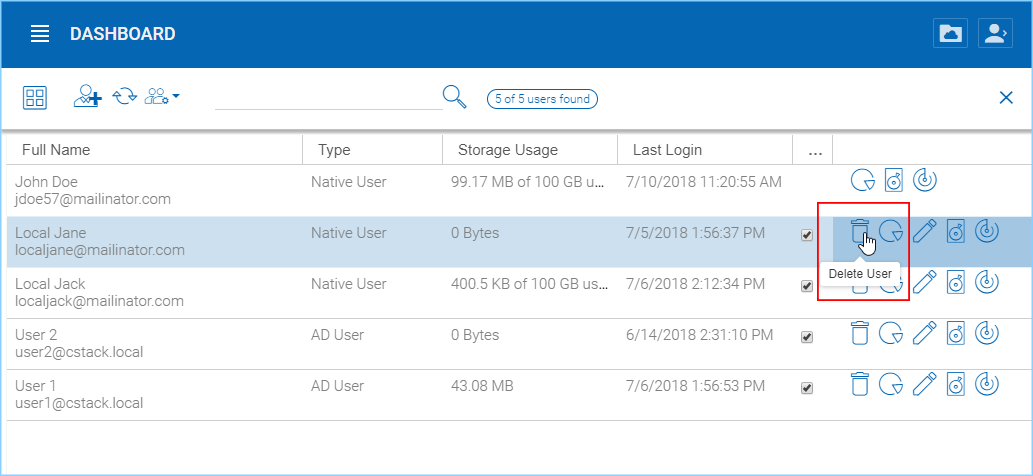 DASHBOARD
5 of 5 users found
Full Name Type Storage Usage Last Login ...
John Doe Native User 99.17 MB of 100 GB u... 7/10/2018 11:20:55 AM
jdoe57@mailinator.com
Local Jane Native User 0 Bytes 7/5/2018 1:56:37 PM
localjane@mailinator.com
Delete User
Local Jack Native User 400.5 KB of 100 GB us... 7/6/2018 2:12:34 PM
localjack@mailinator.com
User 2 AD User 0 Bytes 6/14/2018 2:31:10 PM
user2@cstack.local
User 1 AD User 43.08 MB 7/6/2018 1:56:53 PM
user1@cstack.local